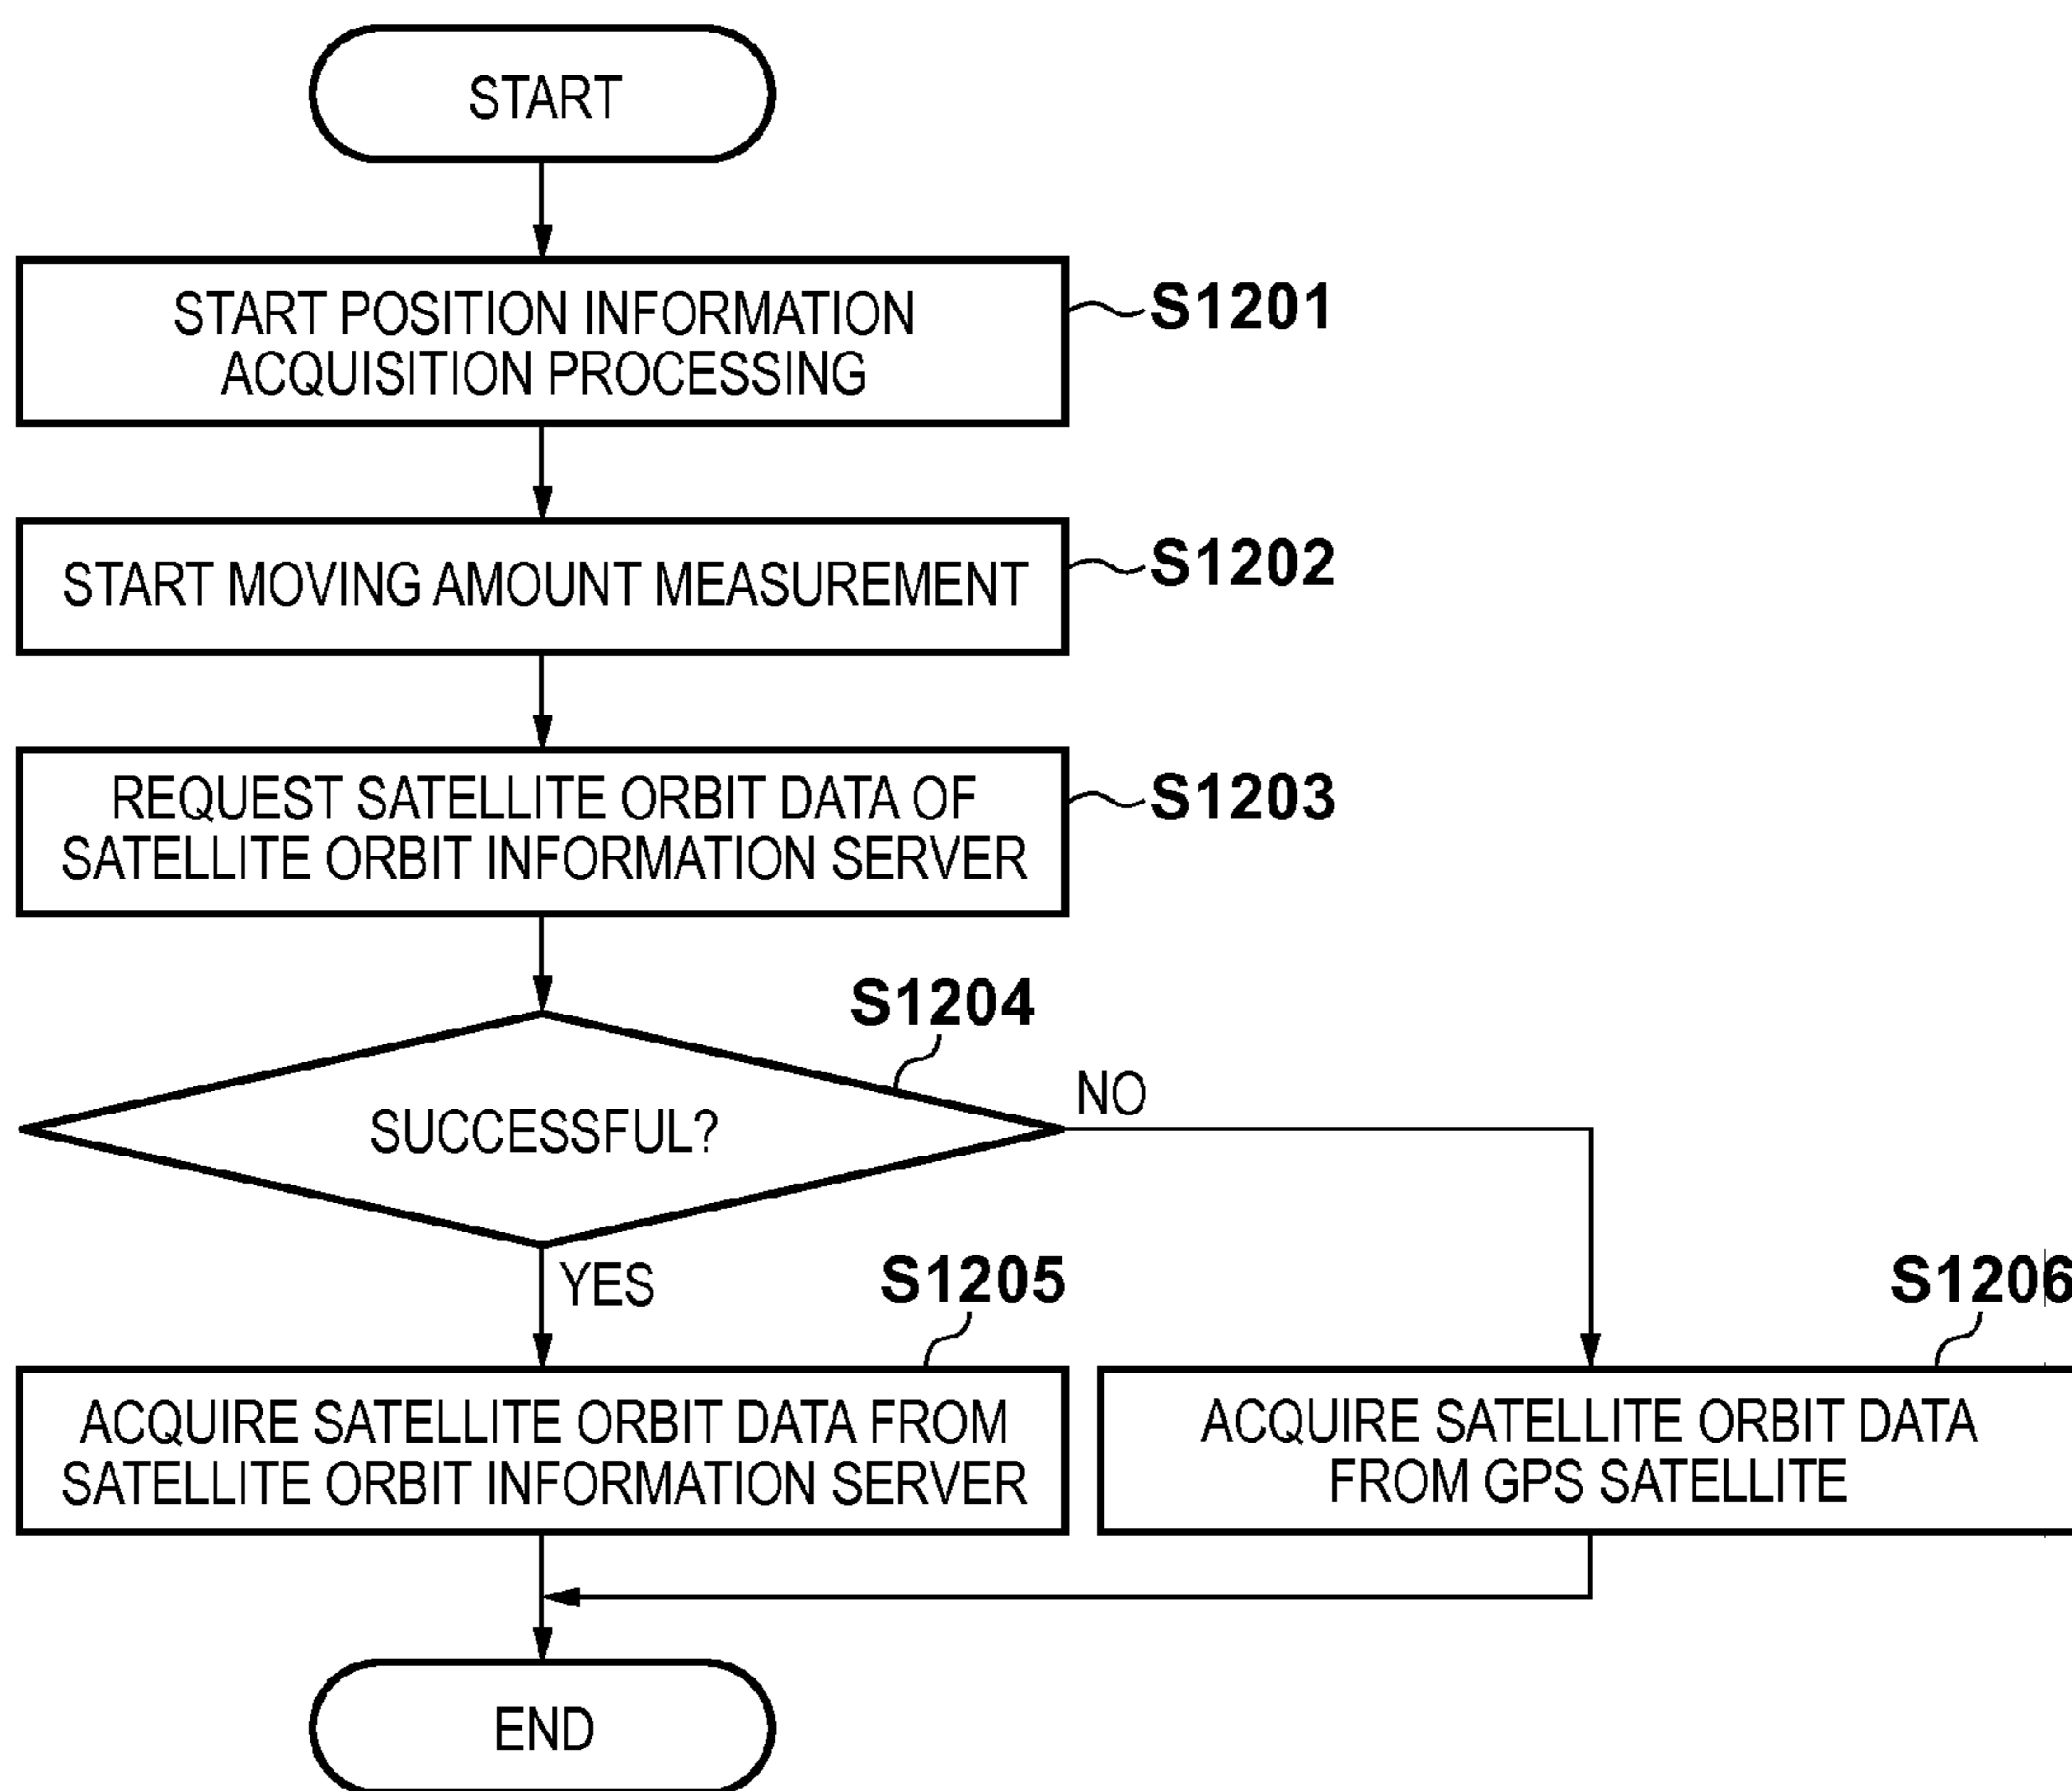 START
START POSITION INFORMATION
ACQUISITION PROCESSING
S1201
START MOVING AMOUNT MEASUREMENT
S1202
REQUEST SATELLITE ORBIT DATA OF
SATELLITE ORBIT INFORMATION SERVER
S1203
S1204
SUCCESSFUL?
NO
YES
S1205
S1206
ACQUIRE SATELLITE ORBIT DATA FROM
SATELLITE ORBIT INFORMATION SERVER
ACQUIRE SATELLITE ORBIT DATA
FROM GPS SATELLITE
END